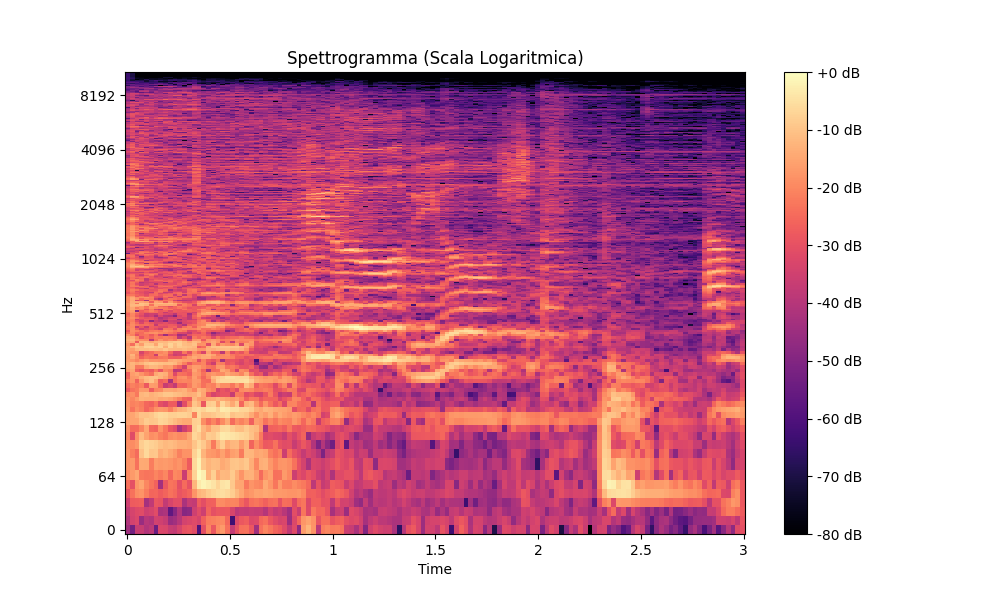 Spettrogramma (Scala Logaritmica)
Hz
8192
4096
2048
1024
512
256
128
64
0
0
0.5
1
1.5
2
2.5
3
Time
+0 dB
-10 dB
-20 dB
-30 dB
-40 dB
-50 dB
-60 dB
-70 dB
-80 dB